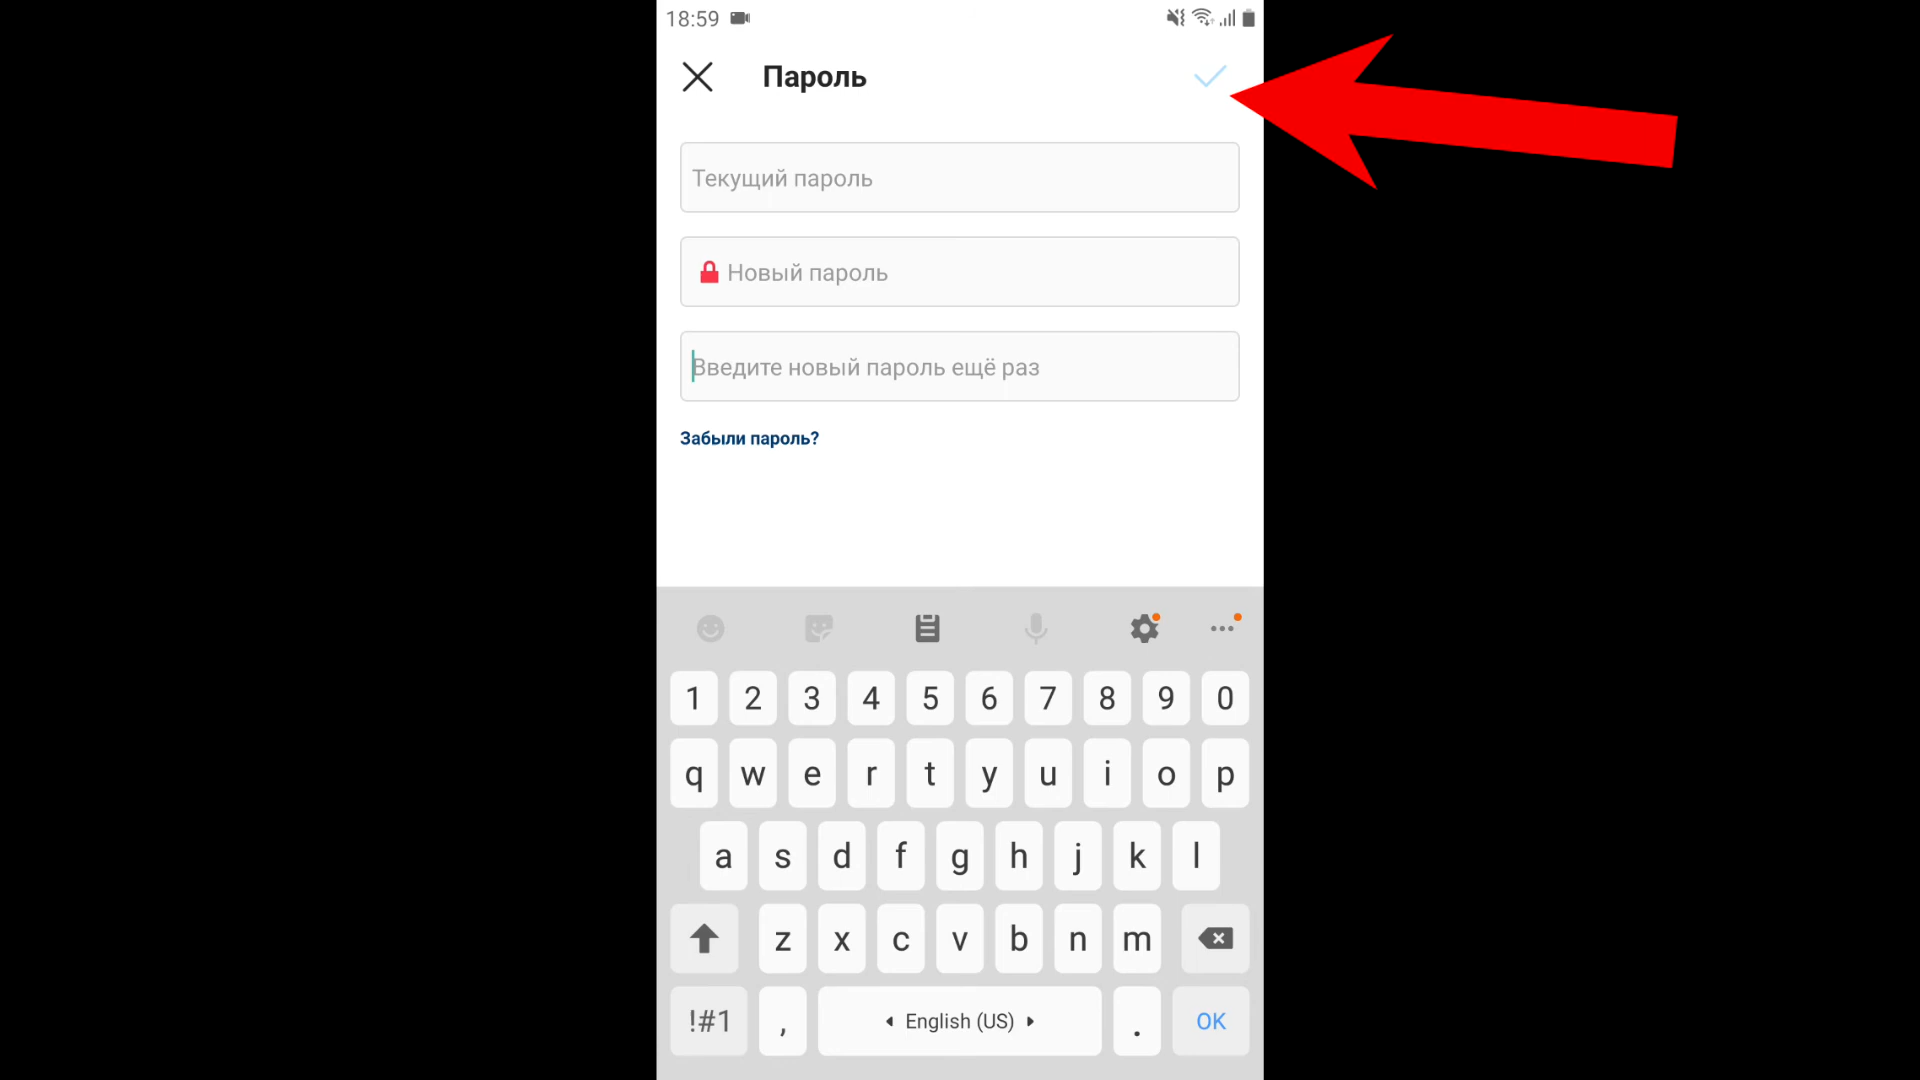 18:59
Пароль
Текущий пароль
Новый пароль
Введите новый пароль ещё раз
Забыли пароль?
1 2 3 4 5 6 7 8 9 0
q w e r t y u i o p
a s d f g h j k l
z x c v b n m
!#1 , English (US) . OK